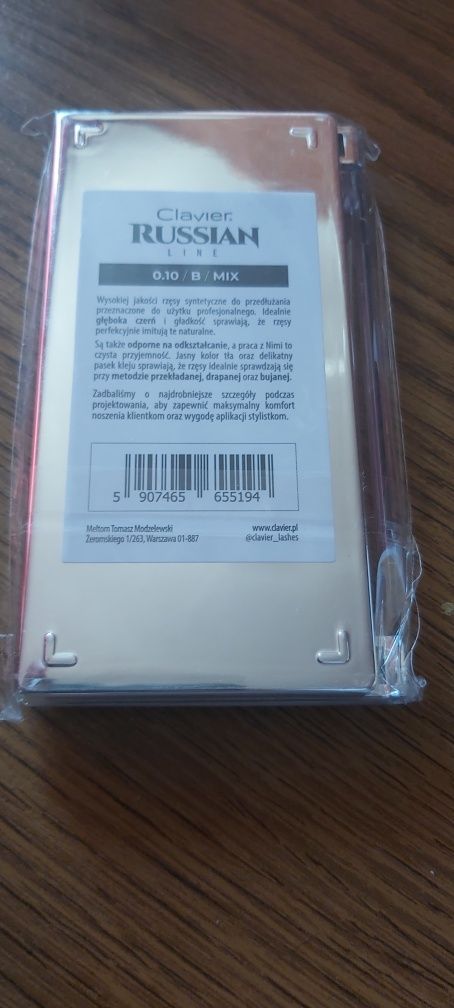 Clavier.
RUSSIAN
LINE
0.10 / B / MIX
Wysokiej jakości rzęsy syntetyczne do przedłużania
przeznaczone do użytku profesjonalnego. Idealnie
głęboka czerń i gładkość sprawiają, że rzęsy
perfekcyjnie imitują te naturalne.
Są także odporne na odkształcanie, a praca z Nimi to
czysta przyjemność. Jasny kolor tła oraz delikatny
pasek kleju sprawiają, że rzęsy idealnie sprawdzają się
przy metodzie przekładanej, drapanej oraz bujanej.
Zadbaliśmy o najdrobniejsze szczegóły podczas
projektowania, aby zapewnić maksymalny komfort
noszenia klientkom oraz wygodę aplikacji stylistkom.
5 907465 655194
Meltom Tomasz Modzelewski
Żeromskiego 1/263, Warszawa 01-887
www.clavier.pl
@clavier_lashes